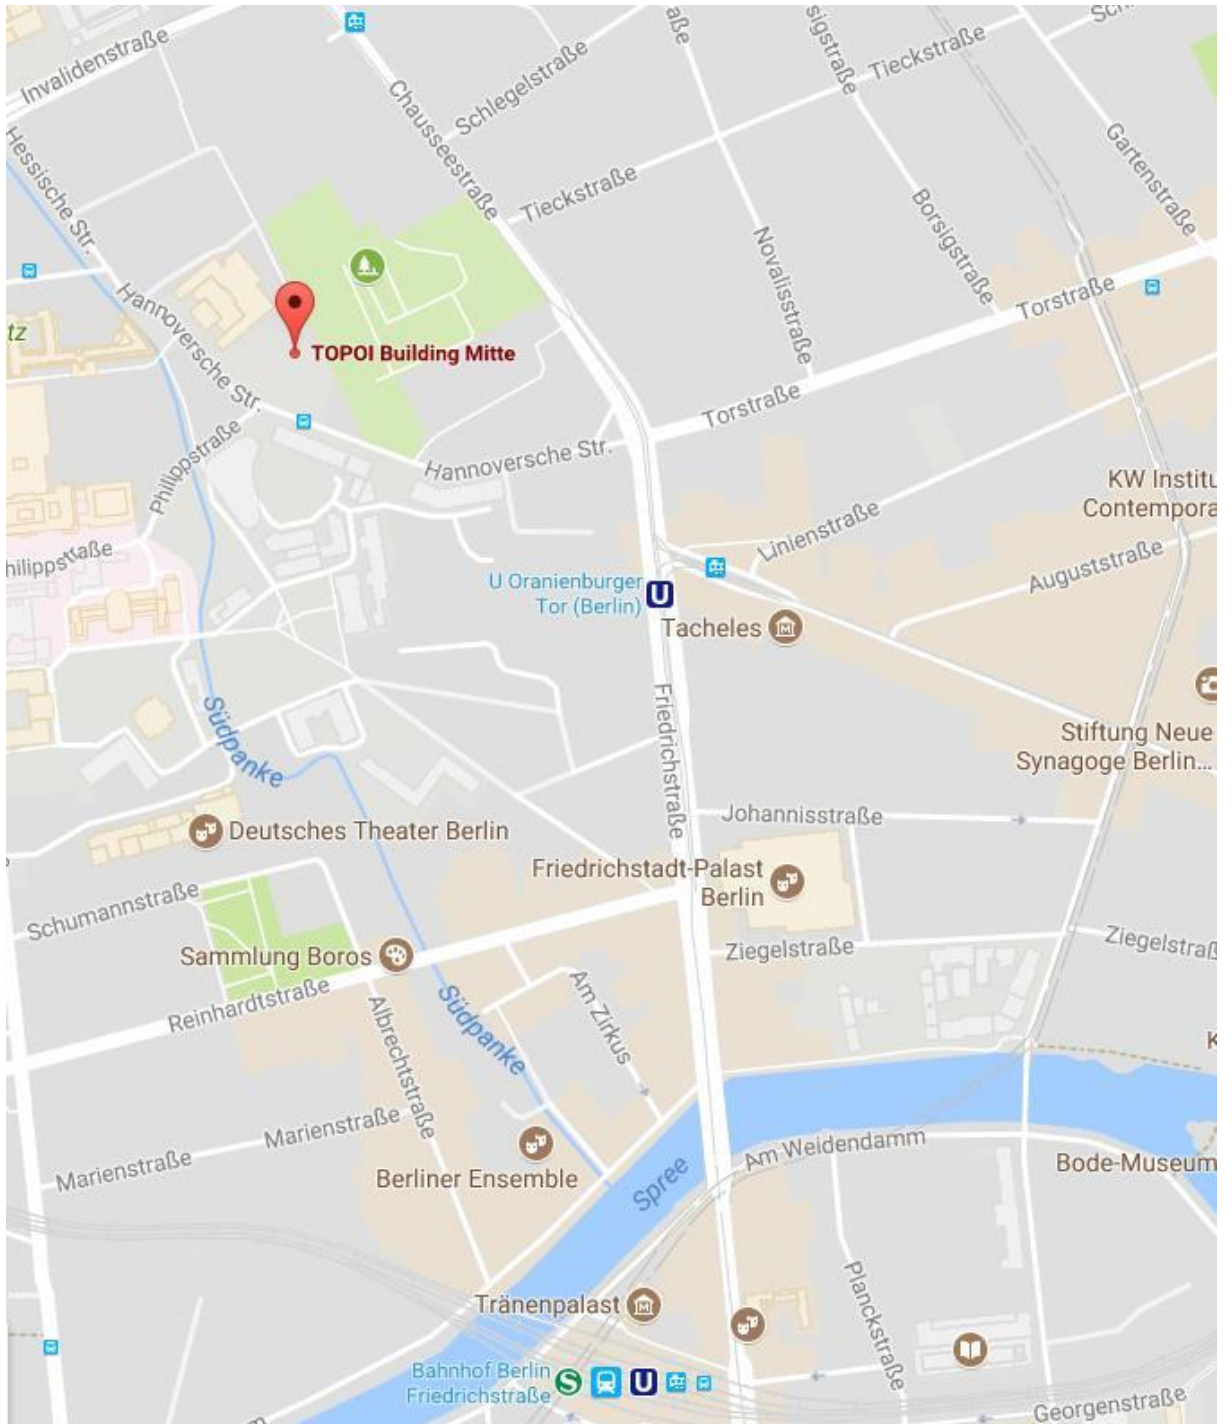 Invalidenstraße
Hessische Str.
Chausseestraße
Schlegelstraße
Tieckstraße
Tieckstraße
Gartenstraße
Borsigstraße
Novalisstraße
Torstraße
Torstraße
Hannoversche Str.
TOPOI Building Mitte
Philippstraße
Hannoversche Str.
Linienstraße
Auguststraße
U Oranienburger
Tor (Berlin)
U
Tacheles
Südpanke
Friedrichstraße
Stiftung Neue
Synagoge Berlin...
Johannisstraße
Deutsches Theater Berlin
Friedrichstadt-Palast
Berlin
Schumannstraße
Sammlung Boros
Ziegelstraße
Reinhardtstraße
Albrechtstraße
Südpanke
Am Zirkus
Marienstraße
Marienstraße
Berliner Ensemble
Spree
Am Weidendamm
Bode-Museum
Tränenpalast
Planckstraße
Bahnhof Berlin
Friedrichstraße
S
U
Georgenstraße